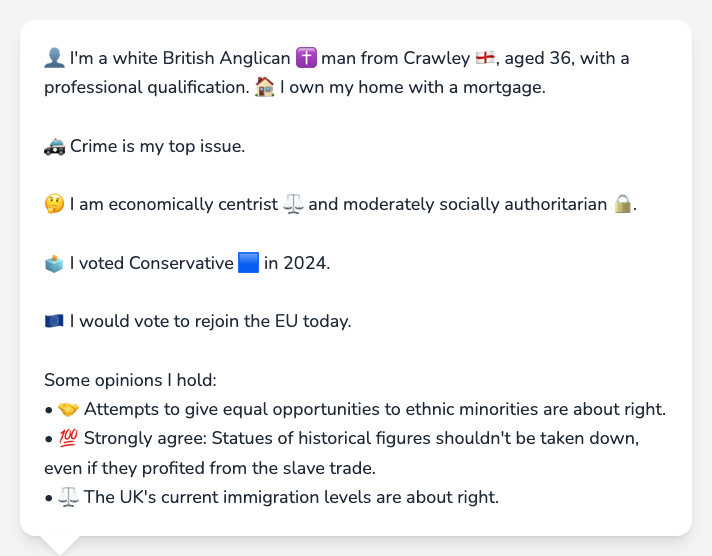 👤 I'm a white British Anglican ✝️ man from Crawley 🏴󠁧󠁢󠁥󠁮󠁧󠁿, aged 36, with a
professional qualification. 🏠 I own my home with a mortgage.
🚓 Crime is my top issue.
🤔 I am economically centrist ⚖️ and moderately socially authoritarian 🔒.
🗳️ I voted Conservative 🟦 in 2024.
🇪🇺 I would vote to rejoin the EU today.
Some opinions I hold:
• 🤝 Attempts to give equal opportunities to ethnic minorities are about right.
• 💯 Strongly agree: Statues of historical figures shouldn't be taken down,
even if they profited from the slave trade.
• ⚖️ The UK's current immigration levels are about right.